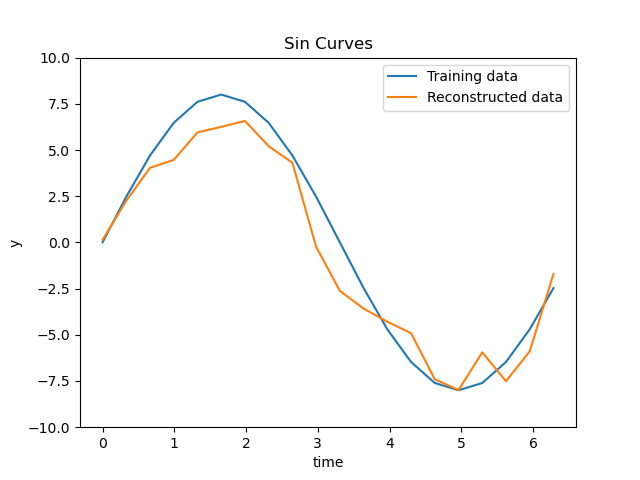 Sin Curves
Training data
Reconstructed data
10.0
7.5
5.0
2.5
0.0
−2.5
−5.0
−7.5
−10.0
y
0 1 2 3 4 5 6
time